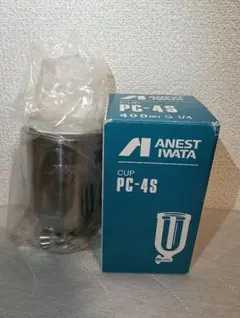 CUP
PC-4S
400ml G 1/4
ANEST
IWATA
CUP
PC-4S